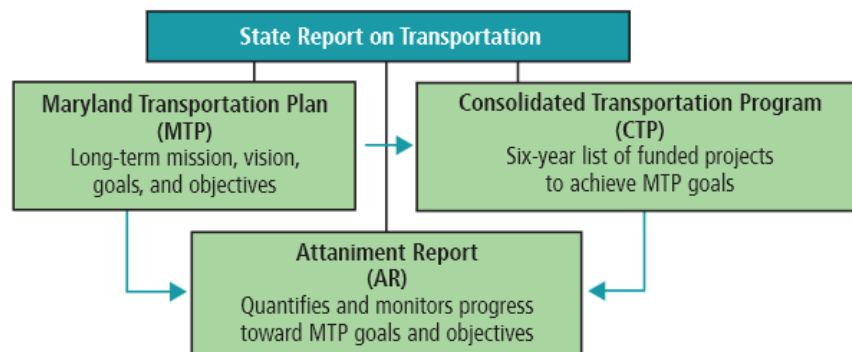 State Report on Transportation
Maryland Transportation Plan
(MTP)
Long-term mission, vision,
goals, and objectives
Consolidated Transportation Program
(CTP)
Six-year list of funded projects
to achieve MTP goals
Attaniment Report
(AR)
Quantifies and monitors progress
toward MTP goals and objectives